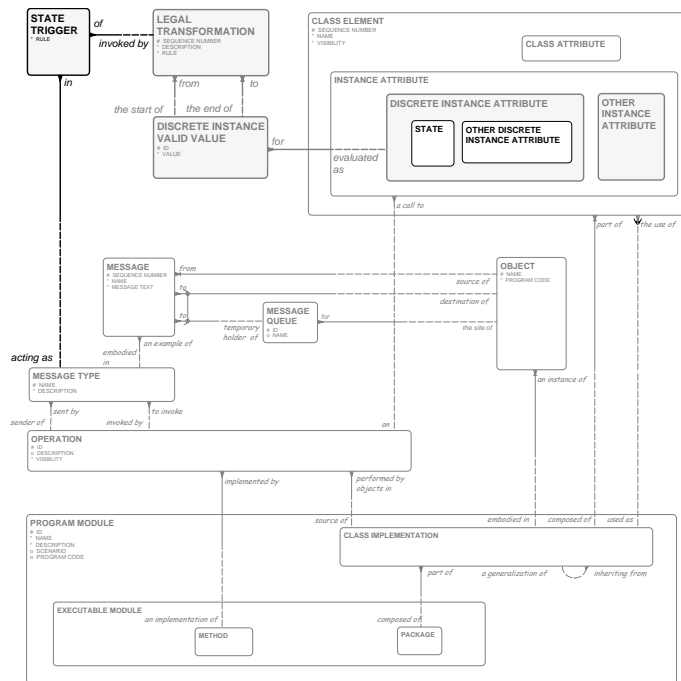 STATE
TRIGGER
* RULE
of
invoked by
in
LEGAL
TRANSFORMATION
# SEQUENCE NUMBER
* DESCRIPTION
* RULE
from
to
the start of
the end of
DISCRETE INSTANCE
VALID VALUE
# ID
* VALUE
for
evaluated
as
CLASS ELEMENT
# SEQUENCE NUMBER
* NAME
* VISIBILITY
CLASS ATTRIBUTE
INSTANCE ATTRIBUTE
DISCRETE INSTANCE ATTRIBUTE
STATE
OTHER DISCRETE
INSTANCE ATTRIBUTE
OTHER
INSTANCE
ATTRIBUTE
a call to
part of
the use of
MESSAGE
# SEQUENCE NUMBER
* NAME
* MESSAGE TEXT
from
source of
to
destination of
to
temporary
holder of
MESSAGE
QUEUE
# ID
o NAME
for
the site of
OBJECT
# NAME
* PROGRAM CODE
an example of
embodied
in
acting as
MESSAGE TYPE
# NAME
* DESCRIPTION
an instance of
sent by
to invoke
sender of
invoked by
on
OPERATION
# ID
o DESCRIPTION
* VISIBILITY
implemented by
performed by
objects in
source of
embodied in
composed of
used as
PROGRAM MODULE
# ID
* NAME
* DESCRIPTION
o SCENARIO
o PROGRAM CODE
CLASS IMPLEMENTATION
part of
a generalization of
inheriting from
EXECUTABLE MODULE
an implementation of
composed of
METHOD
PACKAGE